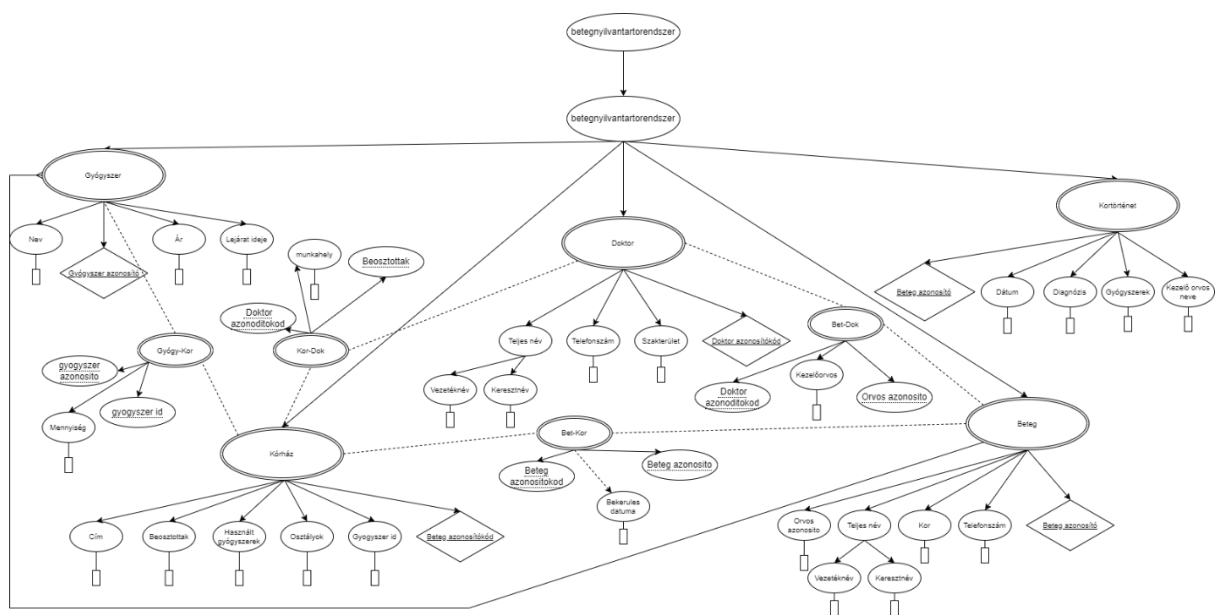 betegnyilvantartorendszer
betegnyilvantartorendszer
Gyógyszer
Kortörténet
Nev
Ár
Lejárat ideje
Gyógyszer azonosító
munkahely
Beosztottak
Doktor
Beteg azonosító
Dátum
Diagnózis
Gyógyszerek
Kezelő orvos
neve
Doktor
azonoditokod
Gyógy-Kor
Kor-Dok
Bet-Dok
Teljes név
Telefonszám
Szakterület
Doktor azonosítókód
gyogyszer
azonosito
gyogyszer id
Mennyiség
Vezetéknév
Keresztnév
Doktor
azonoditokod
Kezelőorvos
Orvos azonosito
Kórház
Bet-Kor
Beteg
Beteg
azonositokod
Beteg azonosito
Bekerules
dátuma
Cím
Beosztottak
Használt
gyógyszerek
Osztályok
Gyogyszer id
Beteg azonosítókód
Orvos
azonosito
Teljes név
Kor
Telefonszám
Beteg azonosító
Vezetéknév
Keresztnév